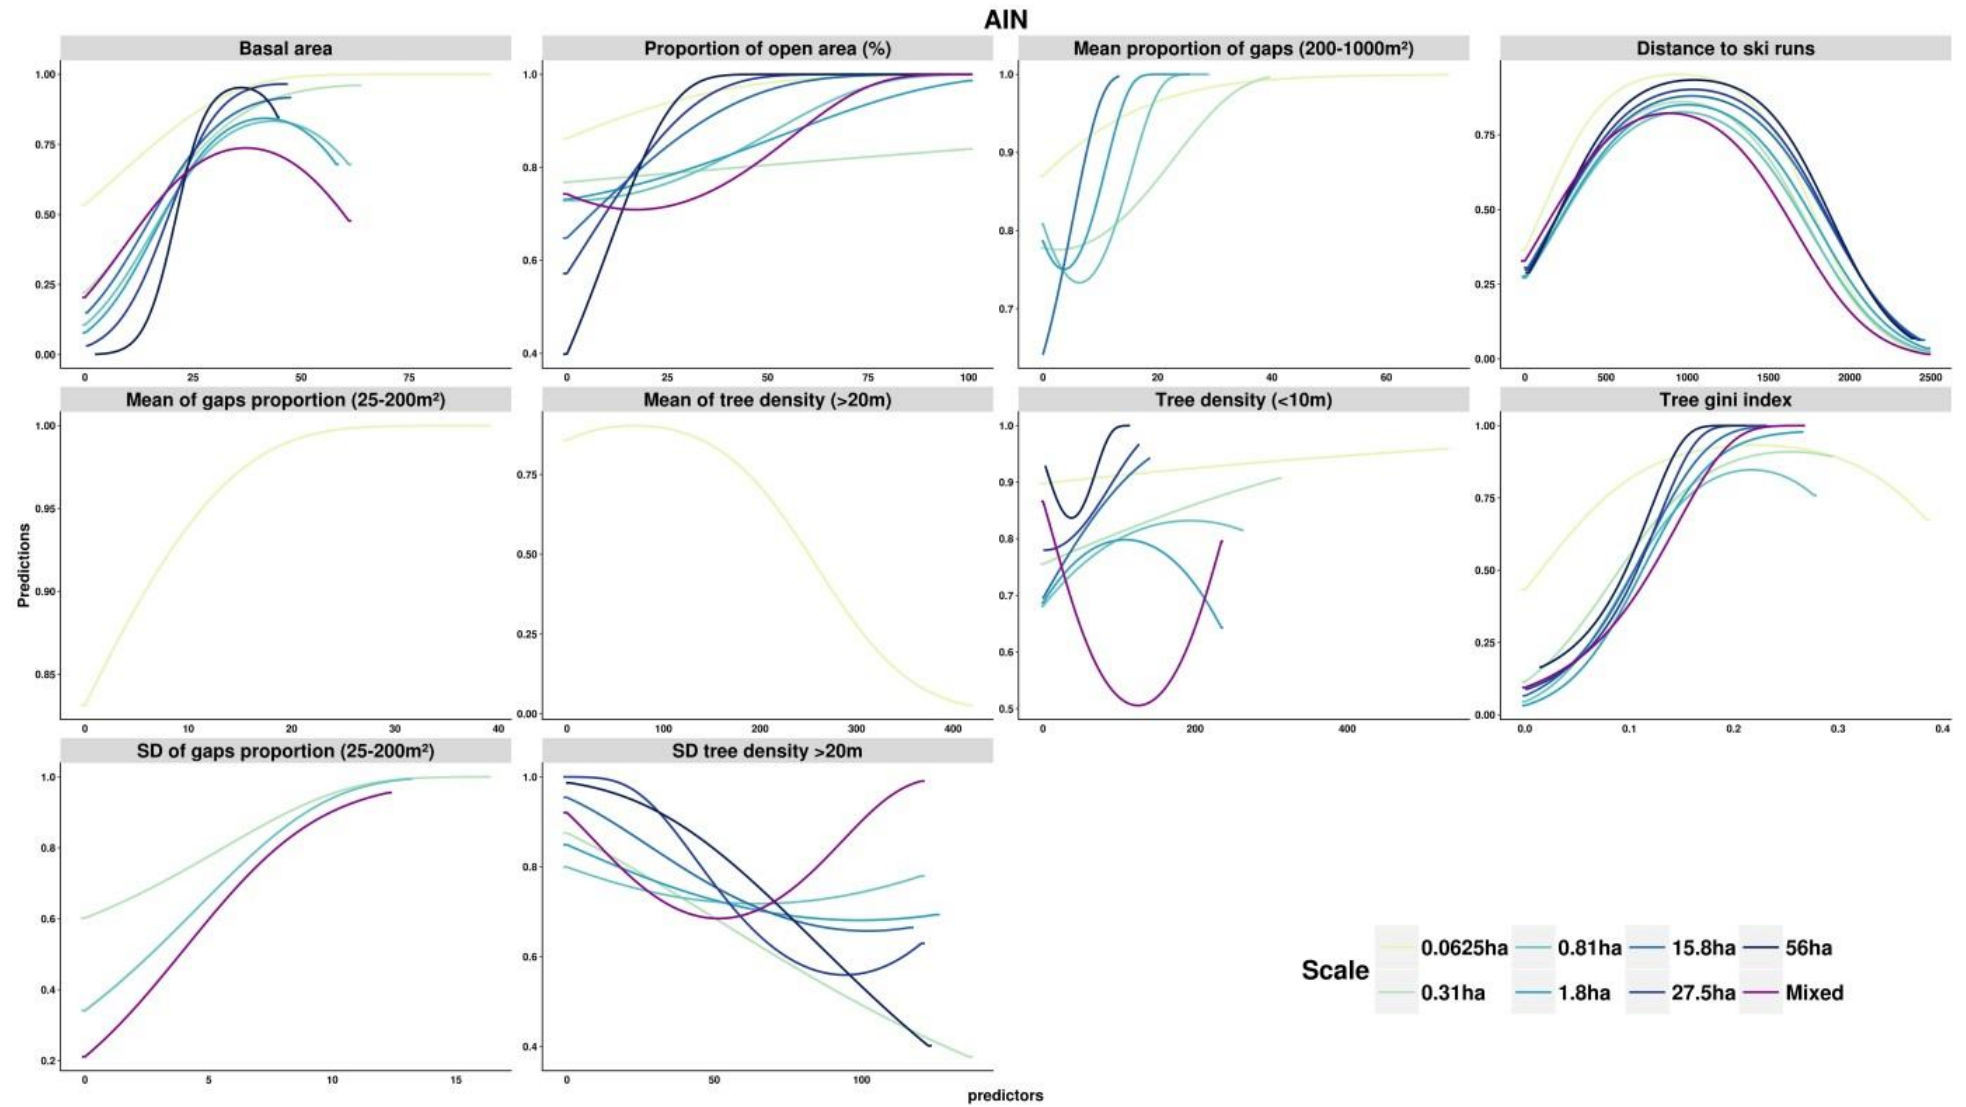 AIN
Basal area
Proportion of open area (%)
Mean proportion of gaps (200-1000m²)
Distance to ski runs
1.00
0.75
0.50
0.25
0.00
0 25 50 75
1.0
0.8
0.6
0.4
0 25 50 75 100
1.0
0.9
0.8
0.7
0 20 40 60
0.75
0.50
0.25
0.00
0 500 1000 1500 2000 2500
Mean of gaps proportion (25-200m²)
Mean of tree density (>20m)
Tree density (<10m)
Tree gini index
Predictions
1.00
0.95
0.90
0.85
0 10 20 30 40
0.75
0.50
0.25
0.00
0 100 200 300 400
1.0
0.9
0.8
0.7
0.6
0.5
0 200 400
1.00
0.75
0.50
0.25
0.00
0.0 0.1 0.2 0.3 0.4
SD of gaps proportion (25-200m²)
SD tree density >20m
1.0
0.8
0.6
0.4
0.2
0 5 10 15
1.0
0.8
0.6
0.4
0 50 100
predictors
Scale
0.0625ha 0.81ha 15.8ha 56ha
0.31ha 1.8ha 27.5ha Mixed